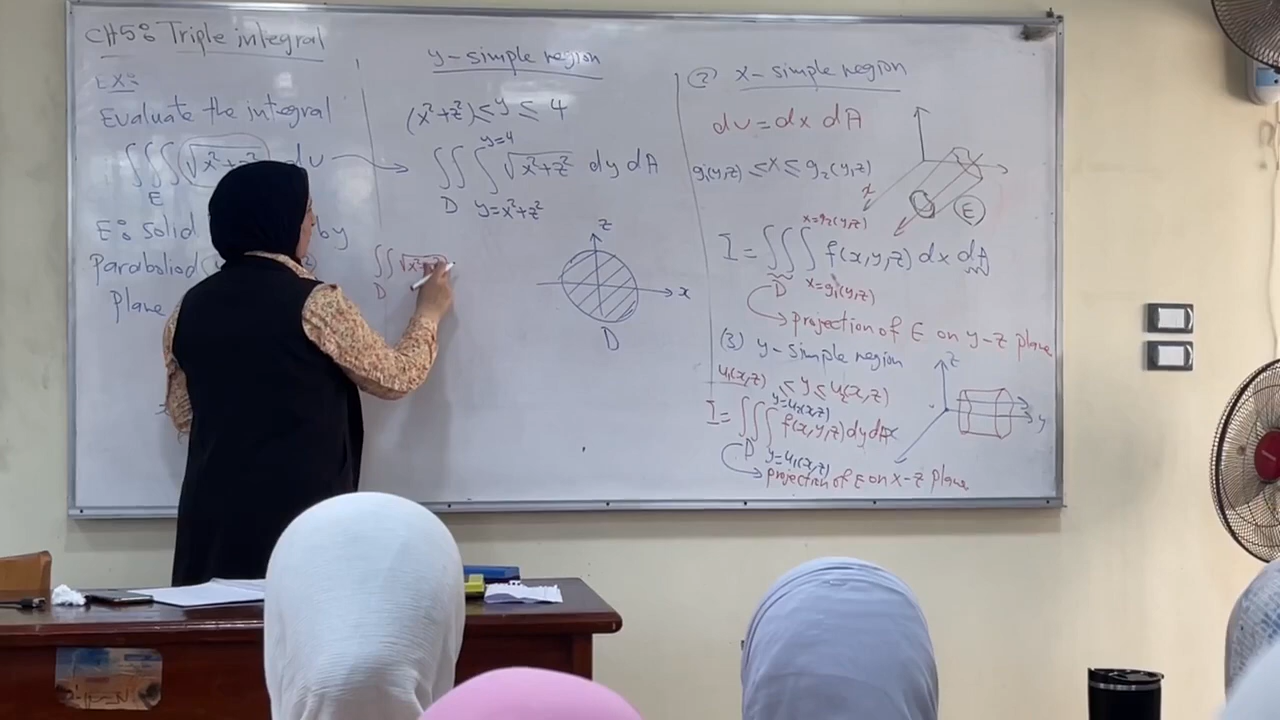 CH5: Triple integral
EX:
Evaluate the integral
∭ √x²+z² dv
E
E: solid by
Paraboliod
plane
∬ √x²+z²
D
y-simple region
(x²+z²) ≤ y ≤ 4
y=4
∬ ∫ √x²+z² dy dA
D y=x²+z²
z
x
D
② x-simple region
dv = dx dA
g₁(y,z) ≤ x ≤ g₂(y,z)
x
E
x=g₂(y,z)
I = ∬ ∫ f(x,y,z) dx dA
D x=g₁(y,z)
projection of E on y-z plane
(3) y-simple region
u₁(x,z) ≤ y ≤ u₂(x,z)
y=u₂(x,z)
I = ∬ ∫ f(x,y,z) dy dA
D y=u₁(x,z)
projection of E on x-z plane
z
y